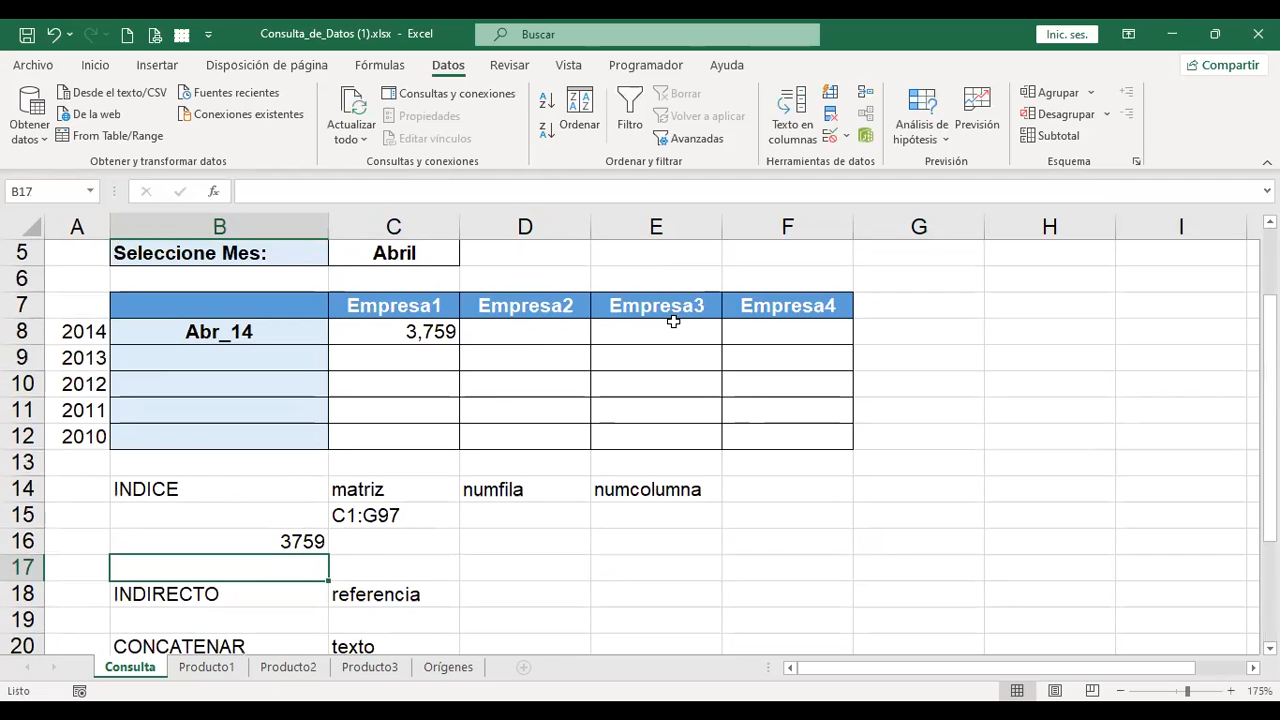 Consulta_de_Datos (1).xlsx - Excel
Buscar
Inic. ses.
Archivo Inicio Insertar Disposición de página Fórmulas Datos Revisar Vista Programador Ayuda
Compartir
Obtener datos
Desde el texto/CSV
De la web
From Table/Range
Fuentes recientes
Conexiones existentes
Obtener y transformar datos
Actualizar todo
Consultas y conexiones
Propiedades
Editar vínculos
Consultas y conexiones
Ordenar
Filtro
Borrar
Volver a aplicar
Avanzadas
Ordenar y filtrar
Texto en columnas
Herramientas de datos
Análisis de hipótesis
Previsión
Previsión
Agrupar
Desagrupar
Subtotal
Esquema
B17
fx
A B C D E F G H I
5 Seleccione Mes: Abril
6
7 Empresa1 Empresa2 Empresa3 Empresa4
8 2014 Abr_14 3,759
9 2013
10 2012
11 2011
12 2010
13
14 INDICE matriz numfila numcolumna
15 C1:G97
16 3759
17
18 INDIRECTO referencia
19
20 CONCATENAR texto
Consulta Producto1 Producto2 Producto3 Orígenes
Listo
175%